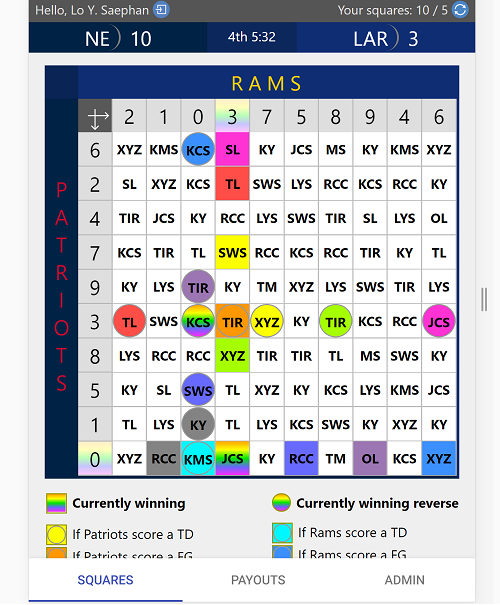 Hello, Lo Y. Saephan Your squares: 10 / 5
NE 10 4th 5:32 LAR 3
RAMS
PATRIOTS
2 1 0 3 7 5 8 9 4 6
6 XYZ KMS KCS SL KY JCS MS KY KMS XYZ
2 SL XYZ KCS TL SWS LYS RCC KCS RCC KY
4 TIR JCS KY RCC LYS SWS TIR SL LYS OL
7 KCS TIR TL SWS RCC KCS RCC TIR KY TL
9 KY LYS TIR KY TM XYZ LYS SWS TIR LYS
3 TL SWS KCS TIR XYZ KY TIR KCS RCC JCS
8 LYS RCC RCC XYZ TIR TIR TL MS SWS KY
5 KY SL SWS TL XYZ KY KCS LYS KMS JCS
1 TL LYS KY TL LYS KCS SWS KY XYZ KY
0 XYZ RCC KMS JCS KY RCC TM OL KCS XYZ
Currently winning Currently winning reverse
If Patriots score a TD If Rams score a TD
If Patriots score a FG If Rams score a FG
SQUARES PAYOUTS ADMIN